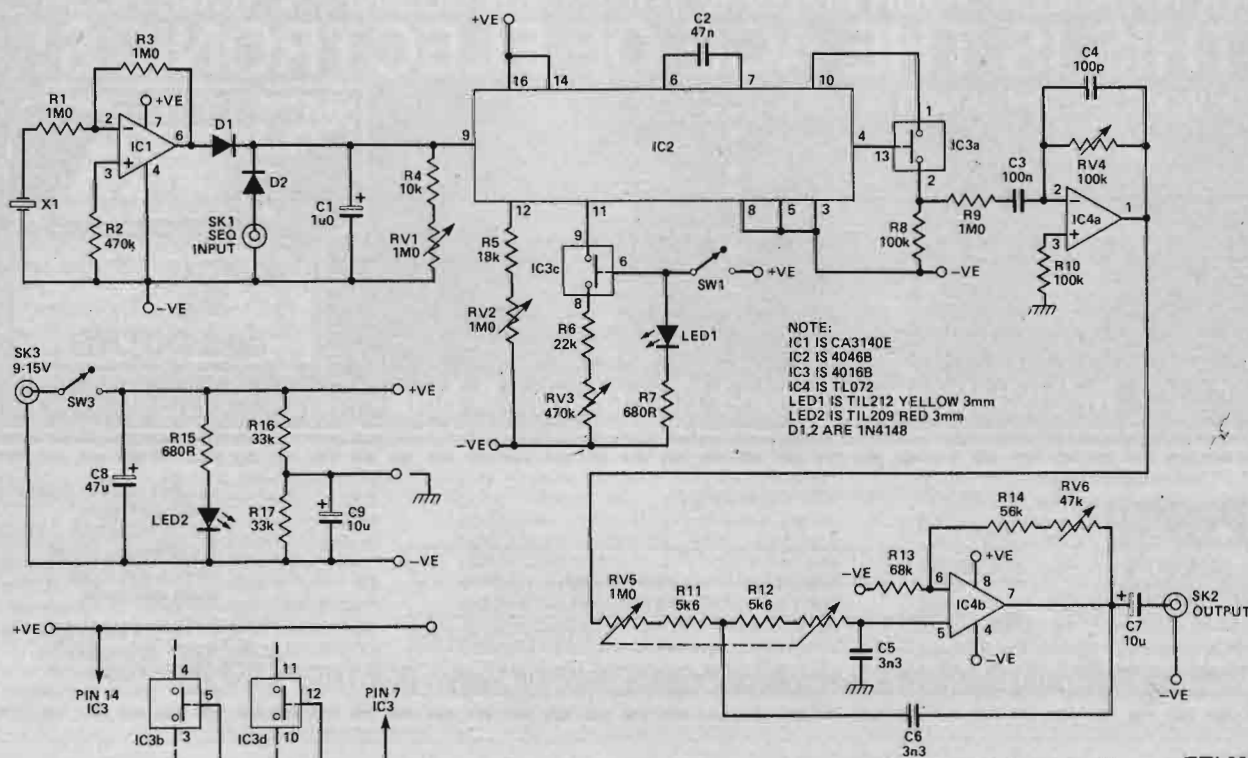 R3
1M0
R1
1M0
+VE
2
7
6
IC1
3
4
D1
X1
R2
470k
D2
SK1
SEQ
INPUT
C1
1u0
R4
10k
RV1
1M0
–VE
+VE
16
14
C2
47n
6
7
10
9
IC2
4
13
1
IC3a
2
12
11
8
5
3
R5
18k
RV2
1M0
9
IC3c
6
8
R6
22k
RV3
470k
SW1
+VE
LED1
R7
680R
–VE
R8
100k
–VE
R9
1M0
C3
100n
C4
100p
RV4
100k
2
1
IC4a
3
R10
100k
NOTE:
IC1 IS CA3140E
IC2 IS 4046B
IC3 IS 4016B
IC4 IS TL072
LED1 IS TIL212 YELLOW 3mm
LED2 IS TIL209 RED 3mm
D1,2 ARE 1N4148
SK3
9-15V
SW3
+VE
R15
680R
R16
33k
C8
47u
LED2
R17
33k
C9
10u
–VE
RV5
1M0
R11
5k6
R12
5k6
C5
3n3
C6
3n3
–VE
R13
68k
R14
56k
RV6
47k
+VE
6
8
IC4b
7
5
4
–VE
C7
10u
SK2
OUTPUT
–VE
+VE
PIN 14
IC3
4
5
IC3b
3
11
12
IC3d
10
PIN 7
IC3